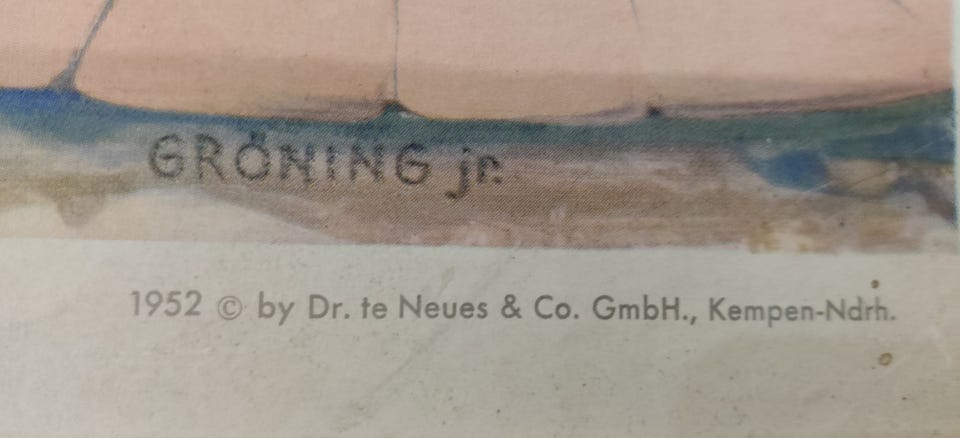 GRÖNING jr.
1952 © by Dr. te Neues & Co. GmbH., Kempen-Ndrh.